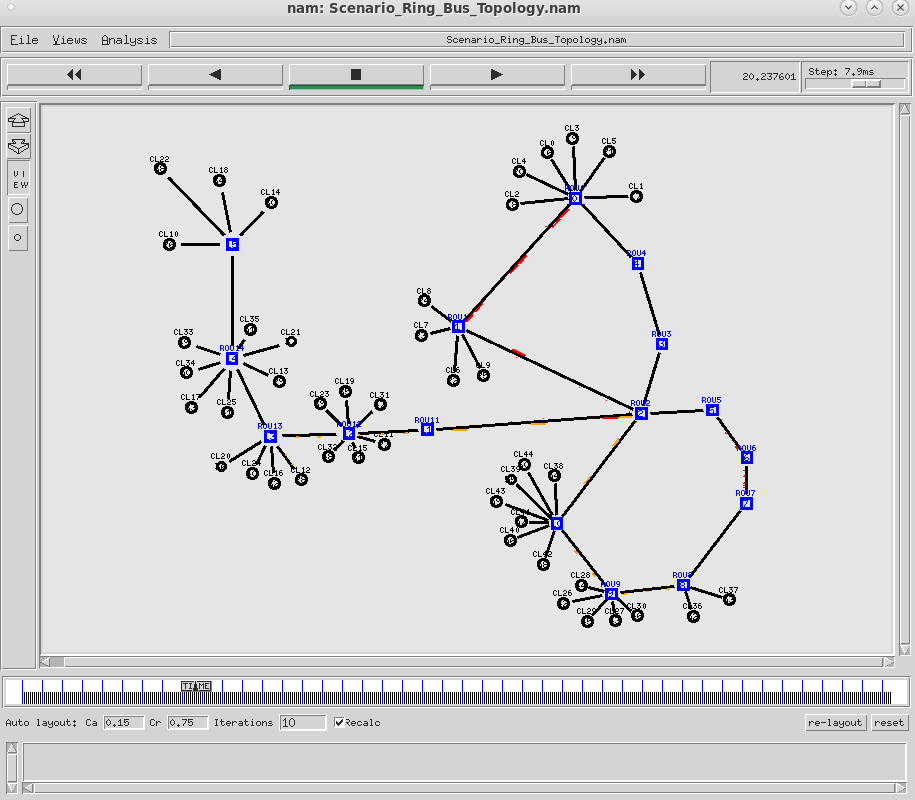 nam: Scenario_Ring_Bus_Topology.nam
File Views Analysis Scenario_Ring_Bus_Topology.nam
20.237601 Step: 7.9ms
VIEW
CL3
CL0 CL5
CL22 CL18 CL4
CL14 CL2 CL1
CL10 ROU4
CL8
CL35 ROU1
CL33 CL21 CL7 ROU3
ROU14
CL34 CL13 CL6 CL9
CL17 CL25 CL19
CL23 CL31 ROU2 ROU5
ROU13 ROU12 ROU11
CL32 CL15 CL11
CL20 CL24 CL16 CL12 CL44 CL38 ROU6
CL39
CL43 ROU7
CL40
CL42
CL28 ROU9 ROU8
CL26 CL37
CL29 CL27 CL30 CL36
TIME
Auto layout: Ca 0.15 Cr 0.75 Iterations 10 Recalc re-layout reset